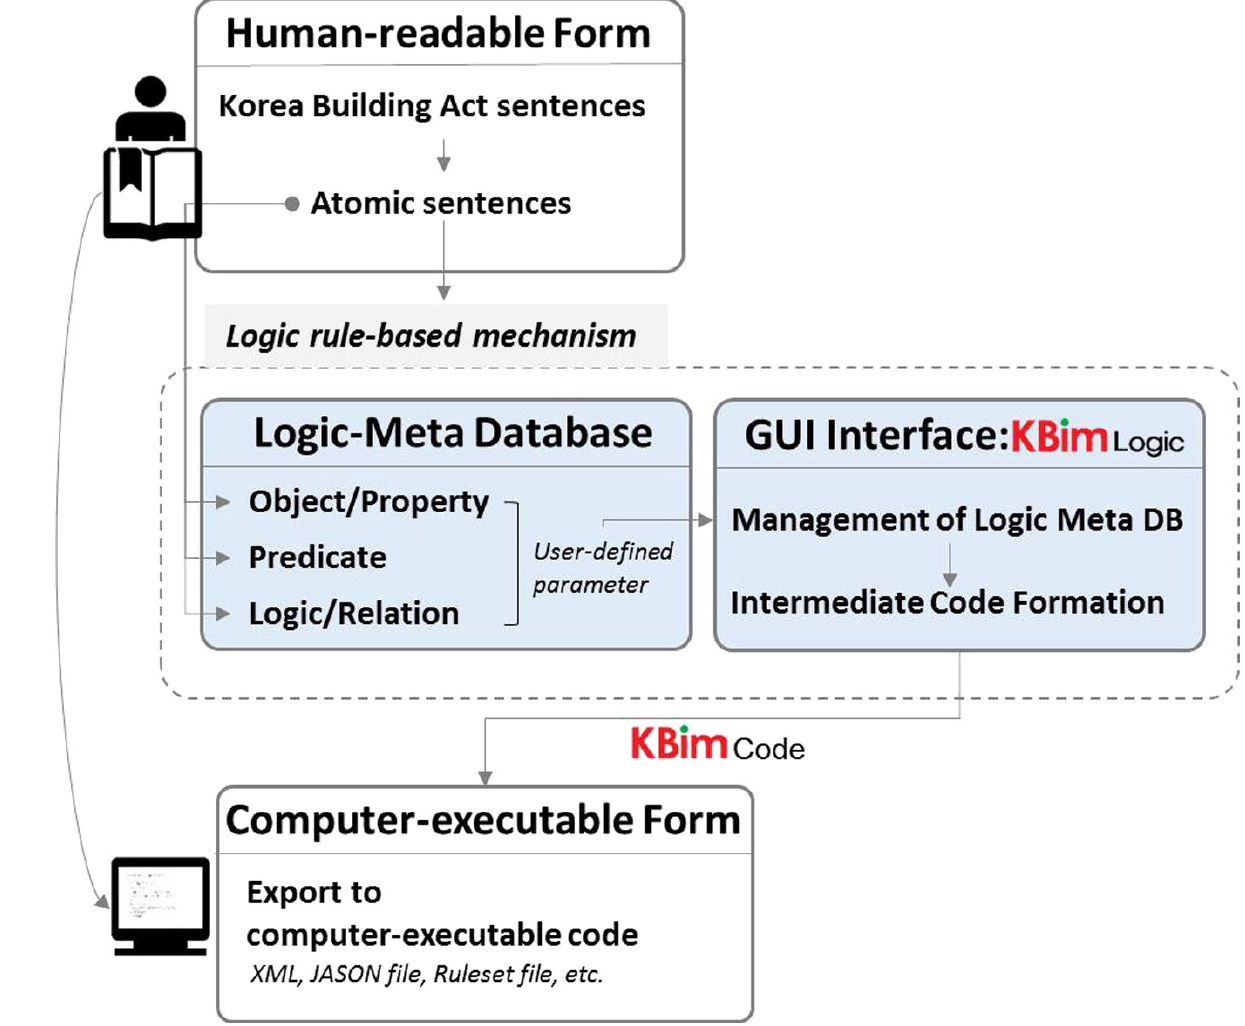 Human-readable Form
Korea Building Act sentences
Atomic sentences
Logic rule-based mechanism
Logic-Meta Database
Object/Property
Predicate
Logic/Relation
User-defined
parameter
GUI Interface:KBim Logic
Management of Logic Meta DB
Intermediate Code Formation
KBim Code
Computer-executable Form
Export to
computer-executable code
XML, JASON file, Ruleset file, etc.